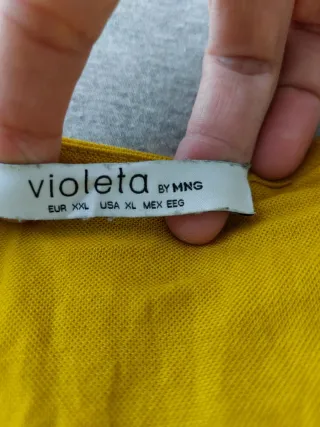 violeta BY MNG
EUR XXL USA XL MEX EEG